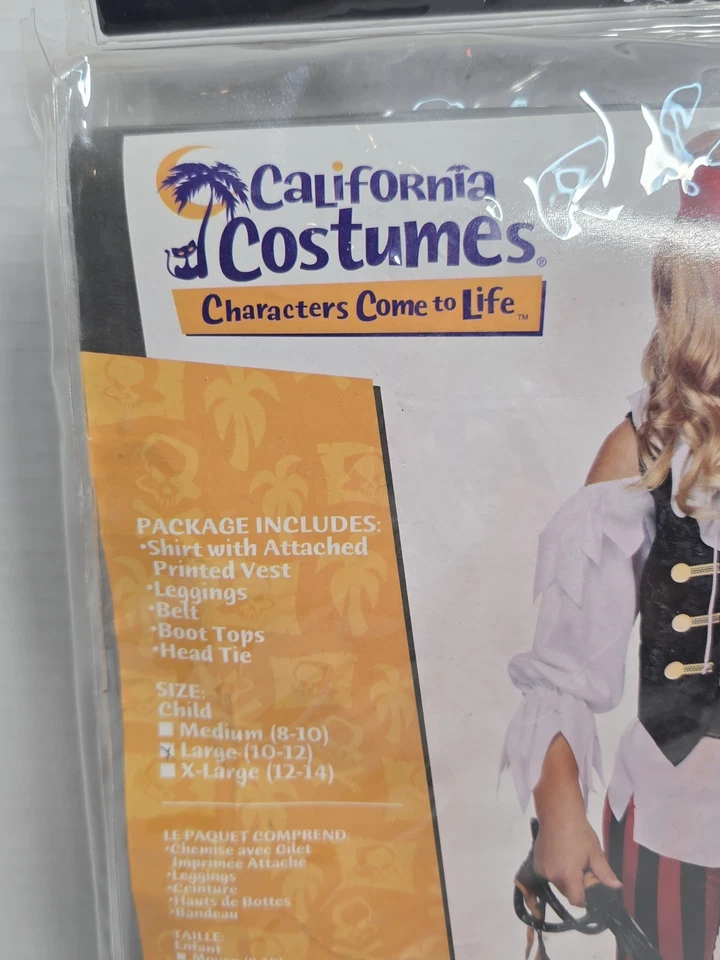 California
Costumes®
Characters Come to Life™
PACKAGE INCLUDES:
•Shirt with Attached
Printed Vest
•Leggings
•Belt
•Boot Tops
•Head Tie
SIZE:
Child
Medium (8-10)
Large (10-12)
X-Large (12-14)
LE PAQUET COMPREND:
•Chemise avec Gilet
Imprimée Attaché
•Leggings
•Ceinture
•Hauts de Bottes
•Bandeau
TAILLE:
Enfant